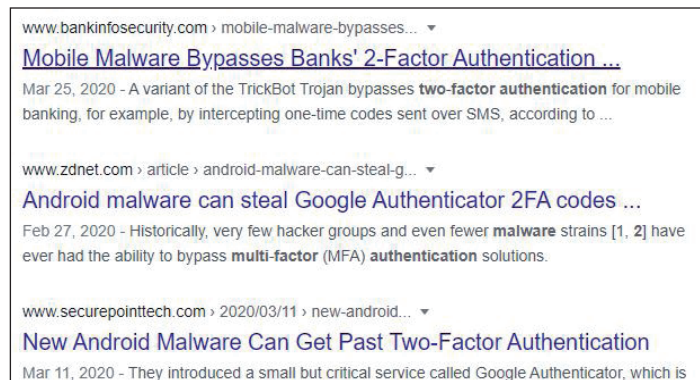 www.bankinfosecurity.com › mobile-malware-bypasses...
Mobile Malware Bypasses Banks' 2-Factor Authentication ...
Mar 25, 2020 - A variant of the TrickBot Trojan bypasses two-factor authentication for mobile
banking, for example, by intercepting one-time codes sent over SMS, according to ...
www.zdnet.com › article › android-malware-can-steal-g...
Android malware can steal Google Authenticator 2FA codes ...
Feb 27, 2020 - Historically, very few hacker groups and even fewer malware strains [1, 2] have
ever had the ability to bypass multi-factor (MFA) authentication solutions.
www.securepointtech.com › 2020/03/11 › new-android...
New Android Malware Can Get Past Two-Factor Authentication
Mar 11, 2020 - They introduced a small but critical service called Google Authenticator, which is